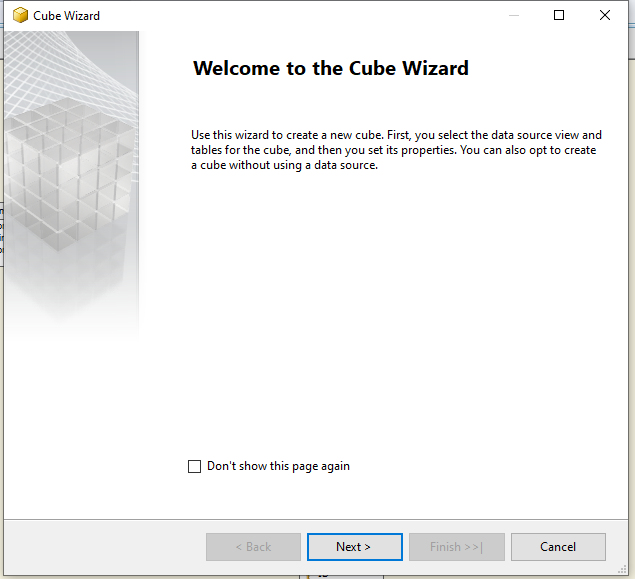 Cube Wizard
Welcome to the Cube Wizard
Use this wizard to create a new cube. First, you select the data source view and
tables for the cube, and then you set its properties. You can also opt to create
a cube without using a data source.
Don't show this page again
< Back
Next >
Finish >>|
Cancel